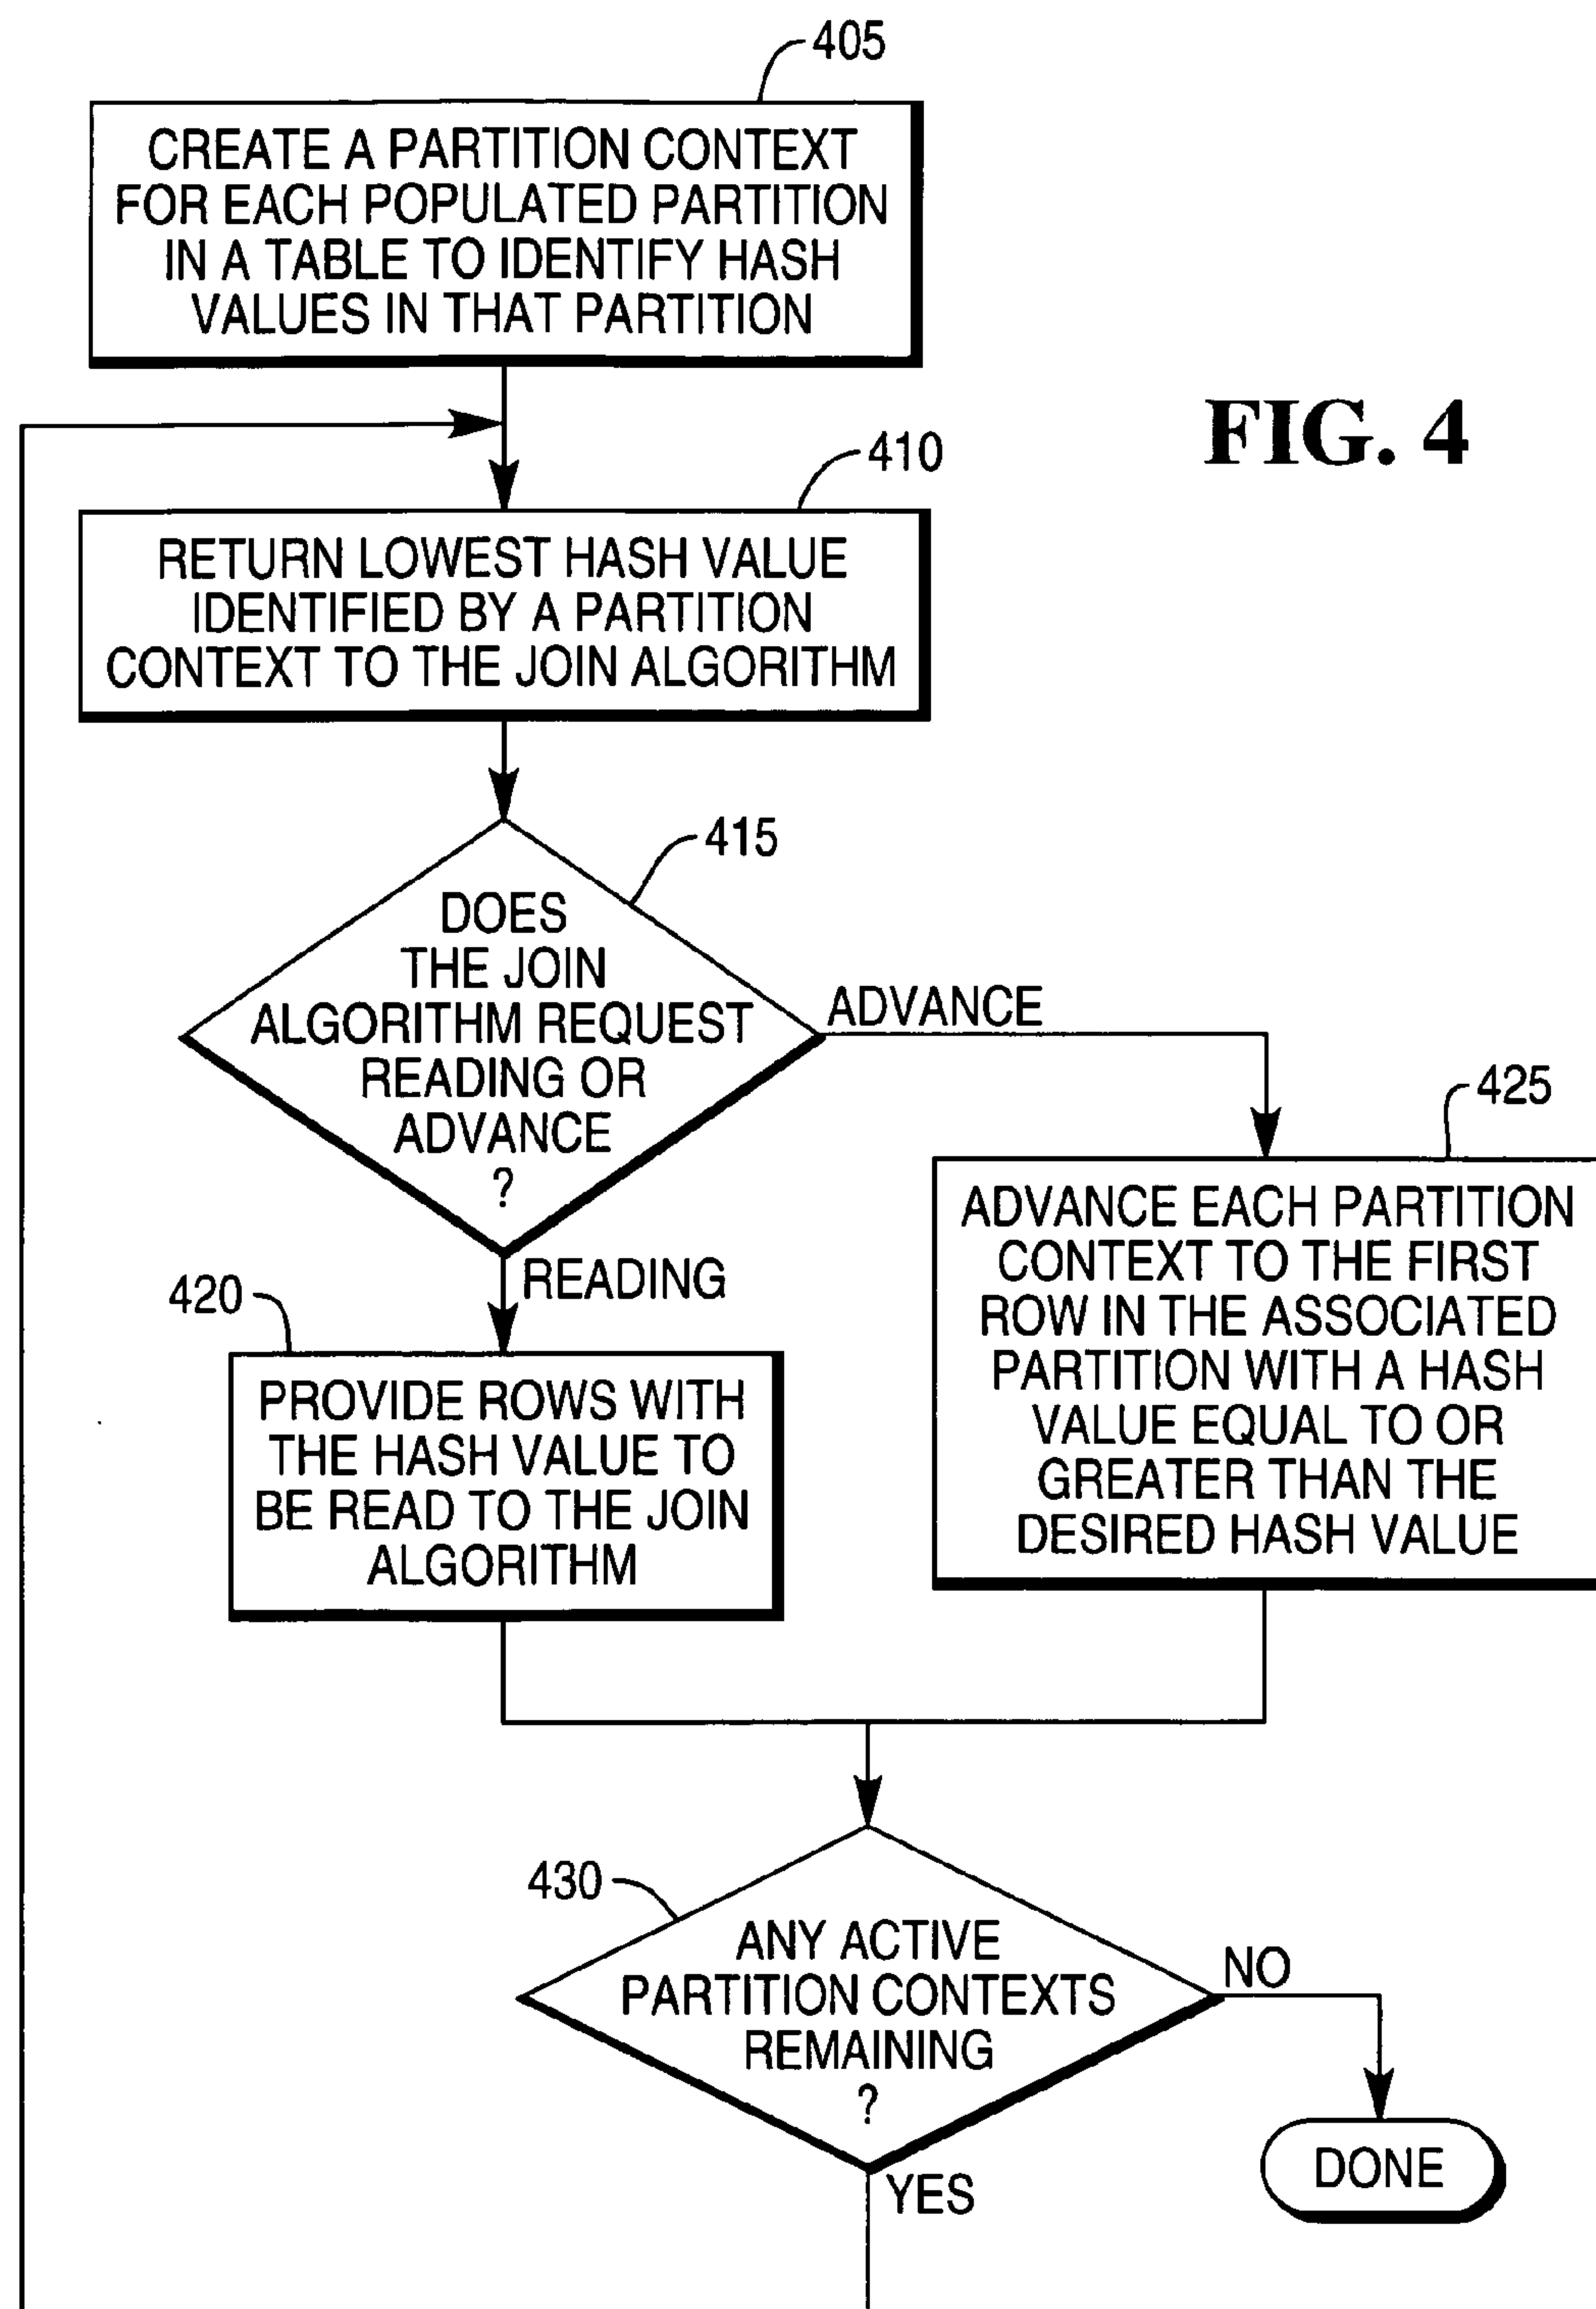 405
CREATE A PARTITION CONTEXT
FOR EACH POPULATED PARTITION
IN A TABLE TO IDENTIFY HASH
VALUES IN THAT PARTITION
FIG. 4
410
RETURN LOWEST HASH VALUE
IDENTIFIED BY A PARTITION
CONTEXT TO THE JOIN ALGORITHM
415
DOES
THE JOIN
ALGORITHM REQUEST
READING OR
ADVANCE
?
ADVANCE
READING
420
PROVIDE ROWS WITH
THE HASH VALUE TO
BE READ TO THE JOIN
ALGORITHM
425
ADVANCE EACH PARTITION
CONTEXT TO THE FIRST
ROW IN THE ASSOCIATED
PARTITION WITH A HASH
VALUE EQUAL TO OR
GREATER THAN THE
DESIRED HASH VALUE
430
ANY ACTIVE
PARTITION CONTEXTS
REMAINING
?
NO
DONE
YES